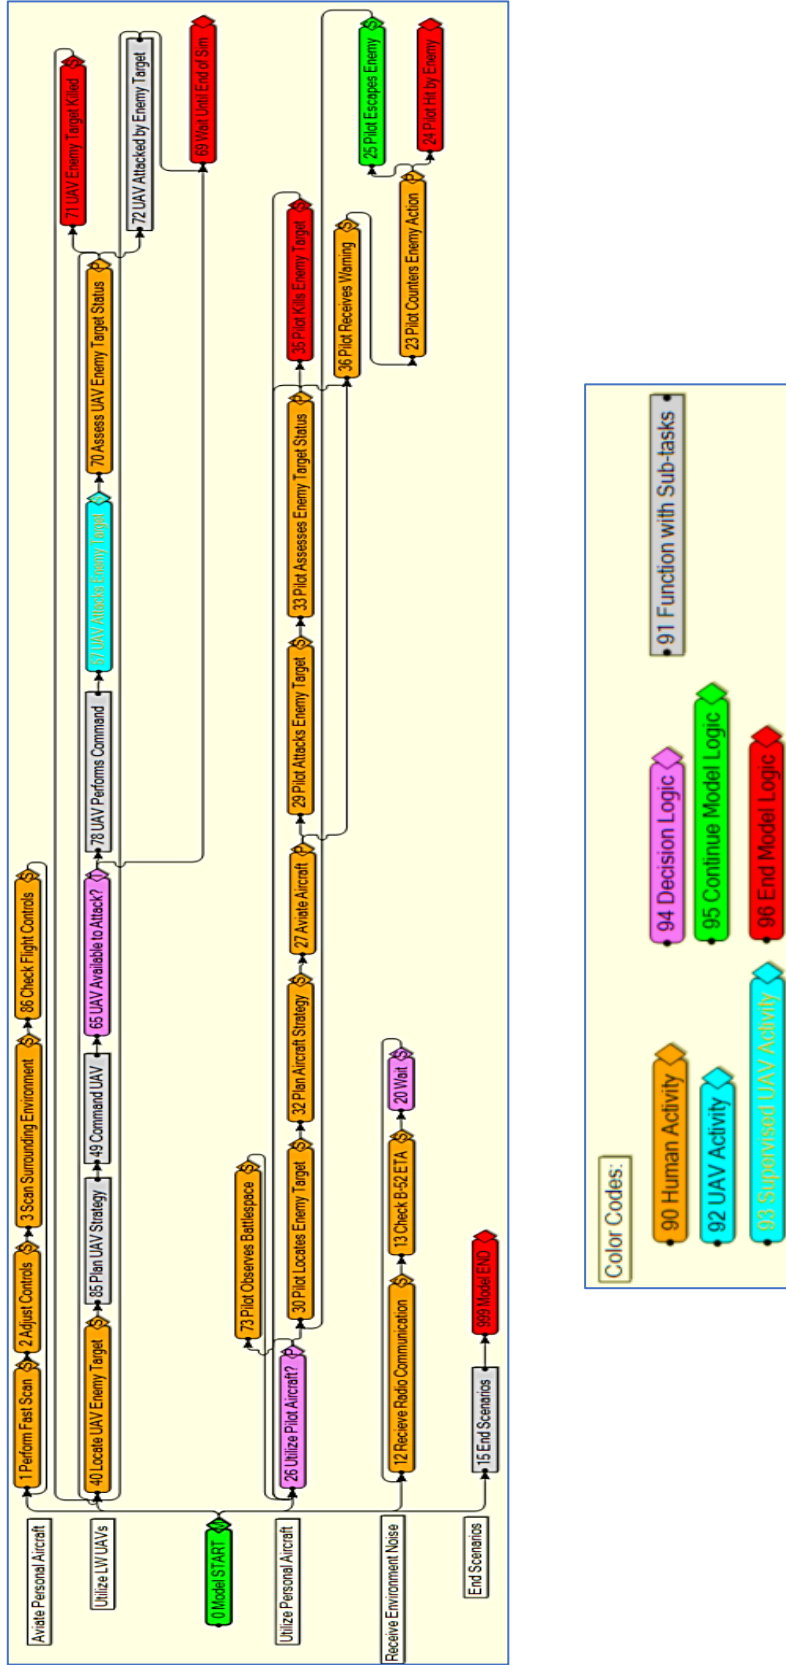 Aviate Personal Aircraft
1 Perform Fast Scan
2 Adjust Controls
3 Scan Surrounding Environment
86 Check Flight Controls
Utilize LW UAVs
40 Locate UAV Enemy Target
85 Plan UAV Strategy
49 Command UAV
65 UAV Available to Attack?
78 UAV Performs Command
67 UAV Attacks Enemy Target
70 Assess UAV Enemy Target Status
71 UAV Enemy Target Killed
72 UAV Attacked by Enemy Target
69 Wait Until End of Sim
0 Model START
Utilize Personal Aircraft
26 Utilize Pilot Aircraft?
73 Pilot Observes Battlespace
30 Pilot Locates Enemy Target
32 Plan Aircraft Strategy
27 Aviate Aircraft
29 Pilot Attacks Enemy Target
33 Pilot Assesses Enemy Target Status
35 Pilot Kills Enemy Target
36 Pilot Receives Warning
23 Pilot Counters Enemy Action
25 Pilot Escapes Enemy
24 Pilot Hit by Enemy
Receive Environment Noise
12 Recieve Radio Communication
13 Check B-52 ETA
20 Wait
End Scenarios
15 End Scenarios
999 Model END
Color Codes:
90 Human Activity
92 UAV Activity
93 Supervised UAV Activity
94 Decision Logic
95 Continue Model Logic
96 End Model Logic
91 Function with Sub-tasks